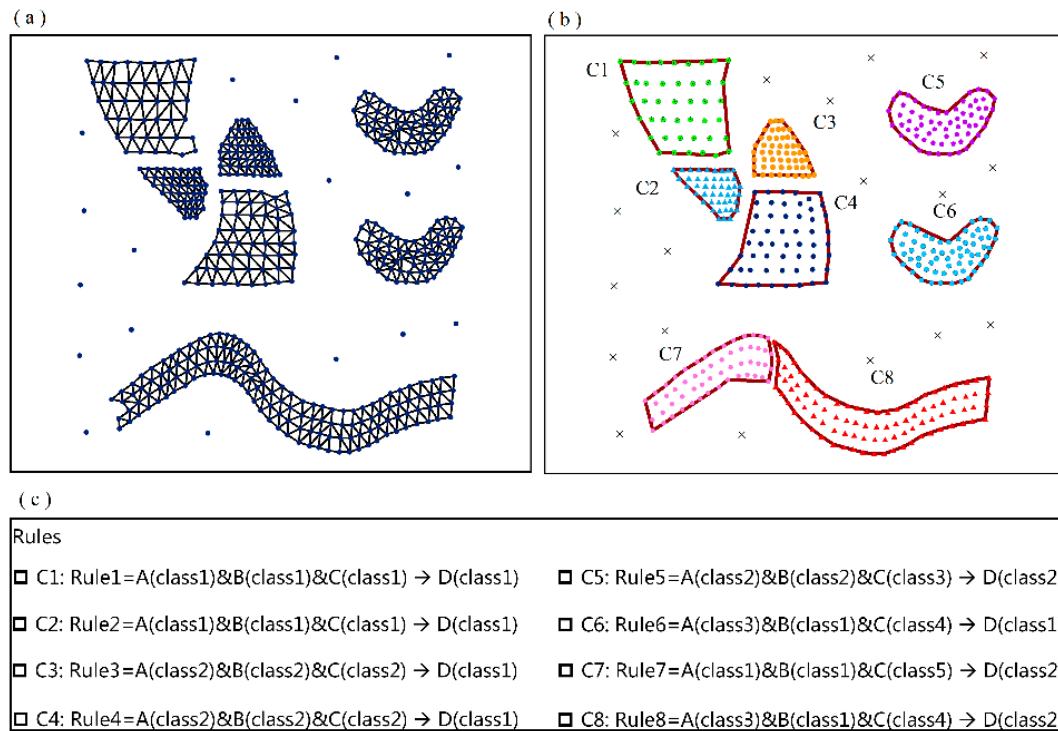 ( a )
( b )
C1
C5
C3
C2
C4
C6
C7
C8
( c )
Rules
C1: Rule1=A(class1)&B(class1)&C(class1) → D(class1)
C5: Rule5=A(class2)&B(class2)&C(class3) → D(class2
C2: Rule2=A(class1)&B(class1)&C(class1) → D(class1)
C6: Rule6=A(class3)&B(class1)&C(class4) → D(class1
C3: Rule3=A(class2)&B(class2)&C(class2) → D(class1)
C7: Rule7=A(class1)&B(class1)&C(class5) → D(class2
C4: Rule4=A(class2)&B(class2)&C(class2) → D(class1)
C8: Rule8=A(class3)&B(class1)&C(class4) → D(class2